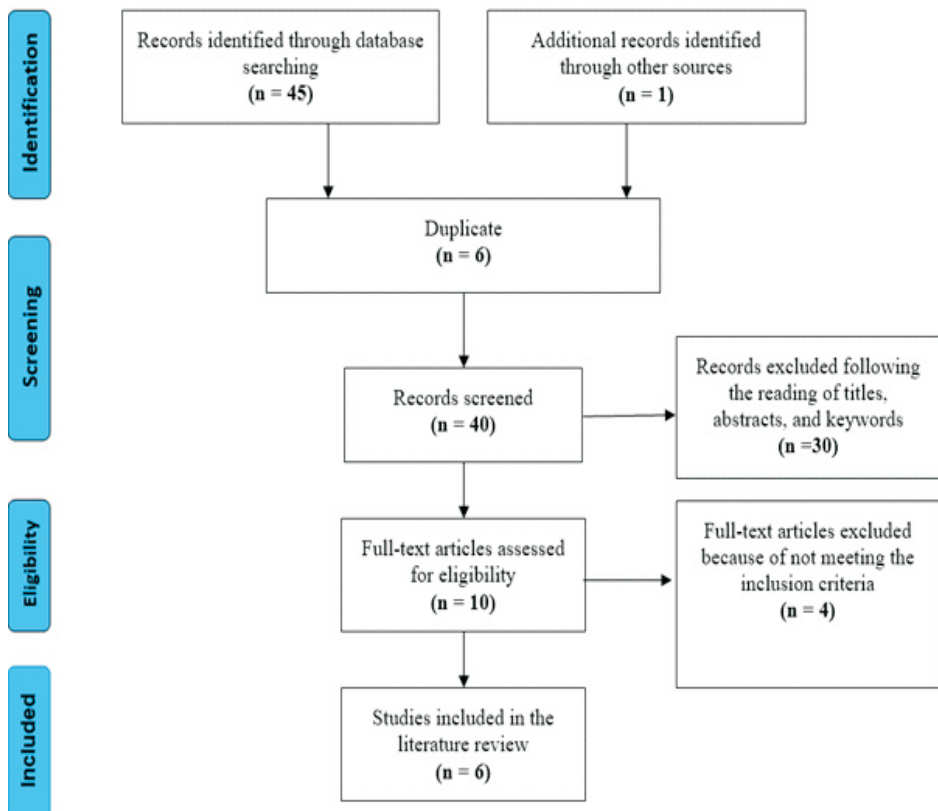 Identification
Records identified through database
searching
(n = 45)
Additional records identified
through other sources
(n = 1)
Screening
Duplicate
(n = 6)
Records screened
(n = 40)
Records excluded following
the reading of titles,
abstracts, and keywords
(n =30)
Eligibility
Full-text articles assessed
for eligibility
(n = 10)
Full-text articles excluded
because of not meeting the
inclusion criteria
(n = 4)
Included
Studies included in the
literature review
(n = 6)